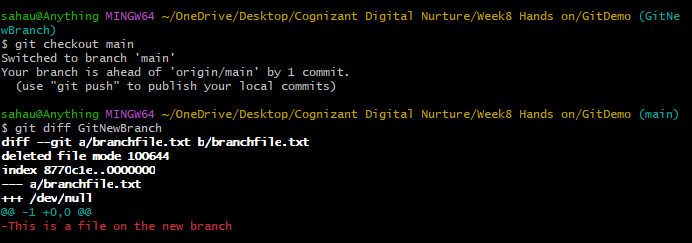 sahau@Anything MINGW64 ~/OneDrive/Desktop/Cognizant Digital Nurture/Week8 Hands on/GitDemo (GitNe
wBranch)
$ git checkout main
Switched to branch 'main'
Your branch is ahead of 'origin/main' by 1 commit.
  (use "git push" to publish your local commits)

sahau@Anything MINGW64 ~/OneDrive/Desktop/Cognizant Digital Nurture/Week8 Hands on/GitDemo (main)
$ git diff GitNewBranch
diff --git a/branchfile.txt b/branchfile.txt
deleted file mode 100644
index 8770c1e..0000000
--- a/branchfile.txt
+++ /dev/null
@@ -1 +0,0 @@
-This is a file on the new branch